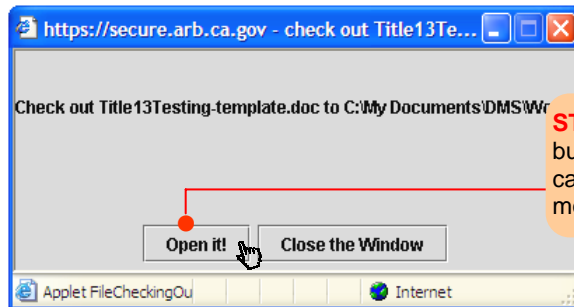 https://secure.arb.ca.gov - check out Title13Te...
Check out Title13Testing-template.doc to C:\My Documents\DMS\Wo
ST
bu
ca
mo
Open it!
Close the Window
Applet FileCheckingOu
Internet